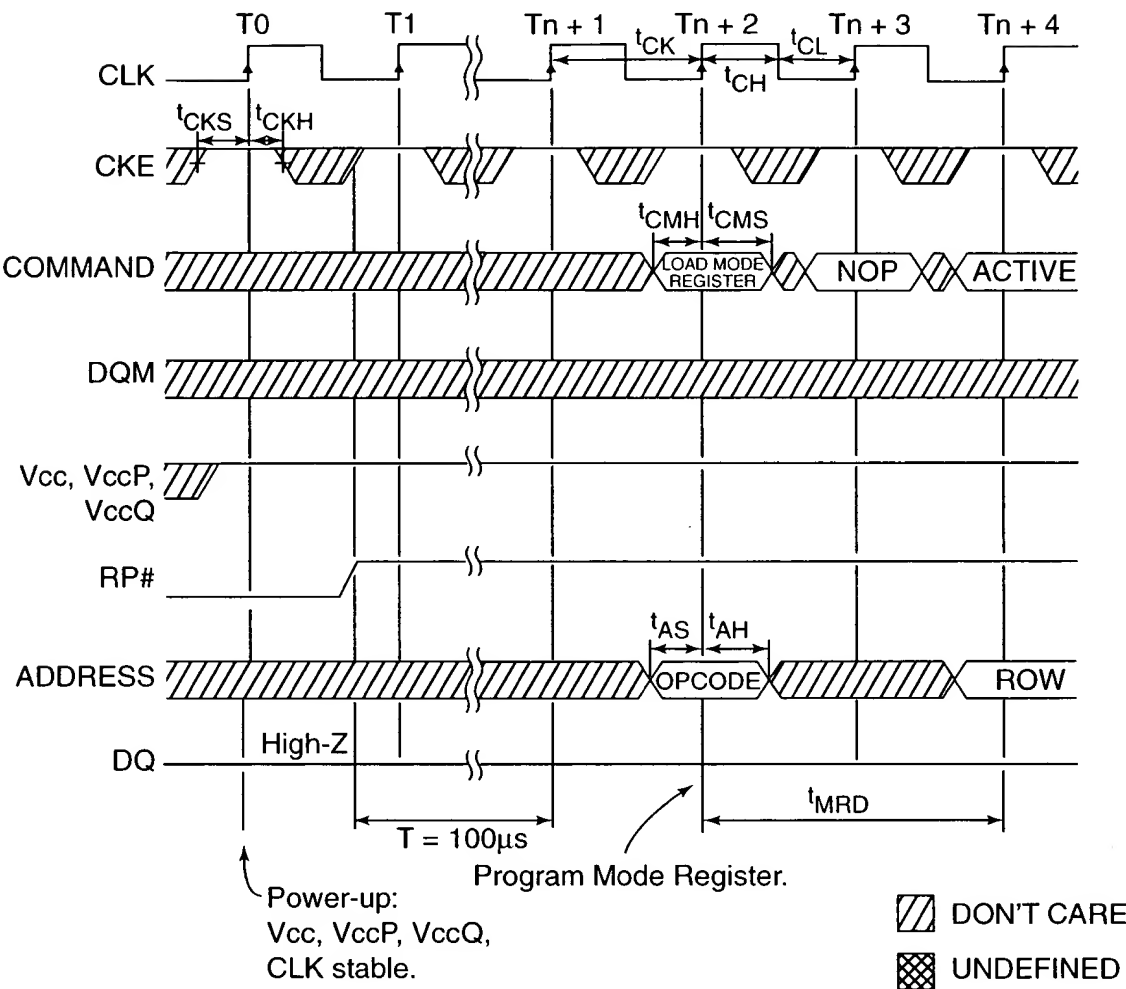 T0 T1 Tn + 1 Tn + 2 Tn + 3 Tn + 4
tCK tCL
CLK
tCH
tCKS tCKH
CKE
tCMH tCMS
COMMAND LOAD MODE REGISTER NOP ACTIVE
DQM
Vcc, VccP,
VccQ
RP#
tAS tAH
ADDRESS OPCODE ROW
High-Z
DQ
tMRD
T = 100µs
Program Mode Register.
Power-up:
Vcc, VccP, VccQ,
CLK stable.
DON'T CARE
UNDEFINED